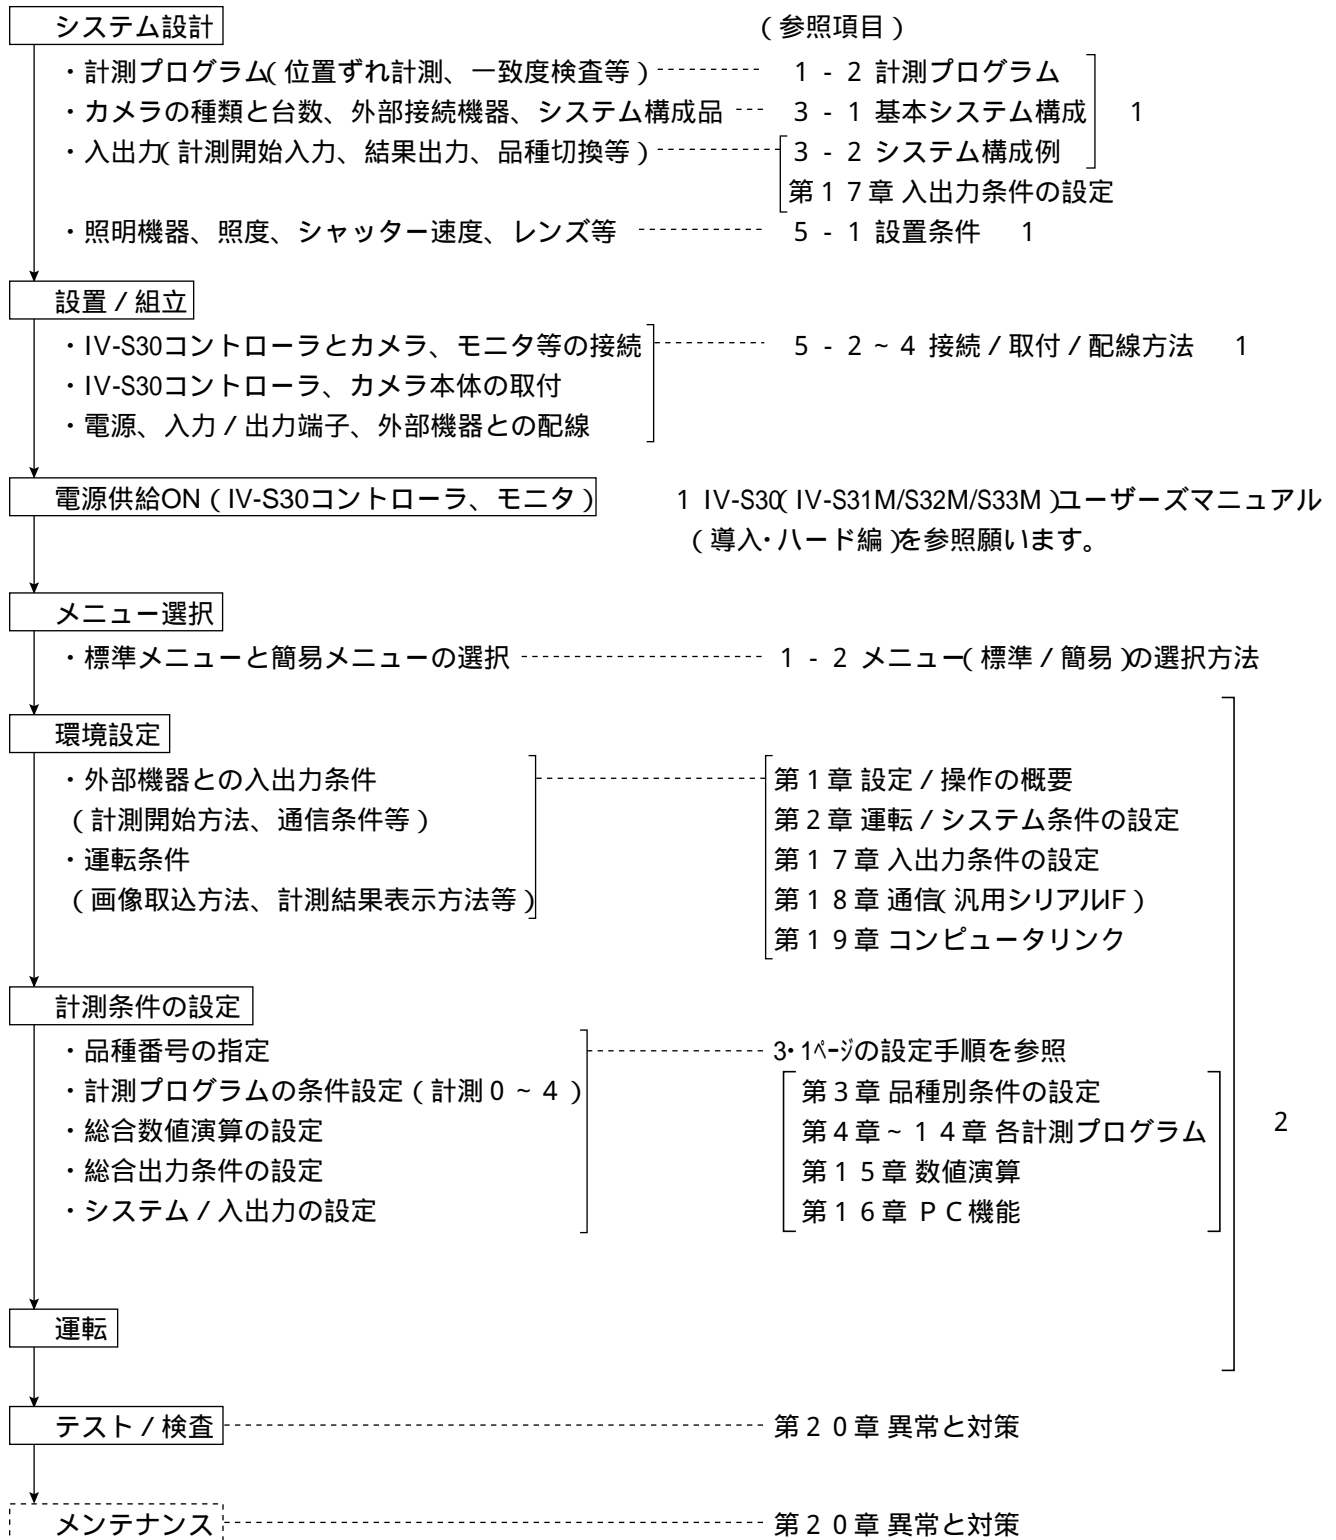 システム設計 (参照項目)
・計測プログラム(位置ずれ計測、一致度検査等) 1-2 計測プログラム
・カメラの種類と台数、外部接続機器、システム構成品 3-1 基本システム構成 1
・入出力(計測開始入力、結果出力、品種切換等) 3-2 システム構成例
第17章 入出力条件の設定
・照明機器、照度、シャッター速度、レンズ等 5-1 設置条件 1
設置/組立
・IV-S30コントローラとカメラ、モニタ等の接続 5-2~4 接続/取付/配線方法 1
・IV-S30コントローラ、カメラ本体の取付
・電源、入力/出力端子、外部機器との配線
電源供給ON(IV-S30コントローラ、モニタ) 1 IV-S30(IV-S31M/S32M/S33M)ユーザーズマニュアル
(導入・ハード編)を参照願います。
メニュー選択
・標準メニューと簡易メニューの選択 1-2 メニュー(標準/簡易)の選択方法
環境設定
・外部機器との入出力条件 第1章 設定/操作の概要
(計測開始方法、通信条件等) 第2章 運転/システム条件の設定
・運転条件 第17章 入出力条件の設定
(画像取込方法、計測結果表示方法等) 第18章 通信(汎用シリアルIF)
第19章 コンピュータリンク
計測条件の設定
・品種番号の指定 3・1ページの設定手順を参照
・計測プログラムの条件設定(計測0~4) 第3章 品種別条件の設定
・総合数値演算の設定 第4章~14章 各計測プログラム 2
・総合出力条件の設定 第15章 数値演算
・システム/入出力の設定 第16章 PC機能
運転
テスト/検査 第20章 異常と対策
メンテナンス 第20章 異常と対策